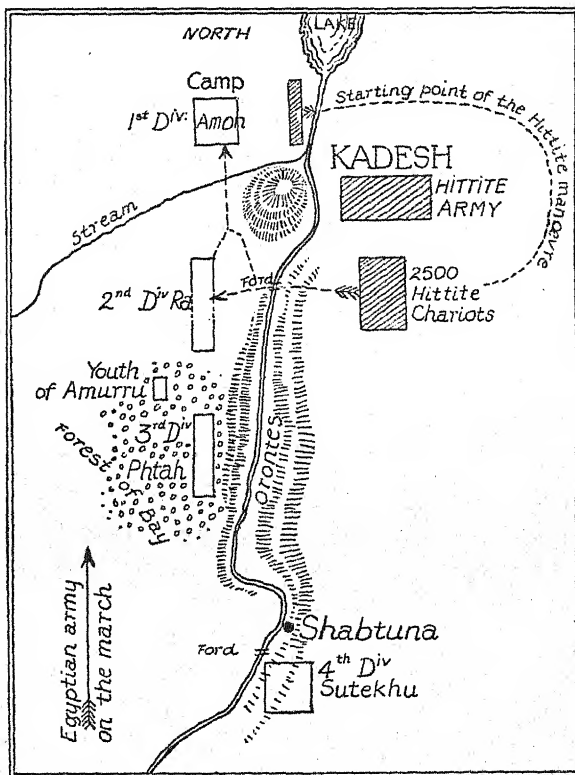 NORTH
LAKE
Camp
1st Div:
Amon
Starting point of the Hittite manœvre
KADESH
HITTITE
ARMY
Stream
2nd Div Ra
Ford
2500
Hittite
Chariots
Youth
of Amurru
3rd Div
Phtah
Forest of Bay
Orontes
Shabtuna
Ford
4th Div
Sutekhu
Egyptian army
on the march